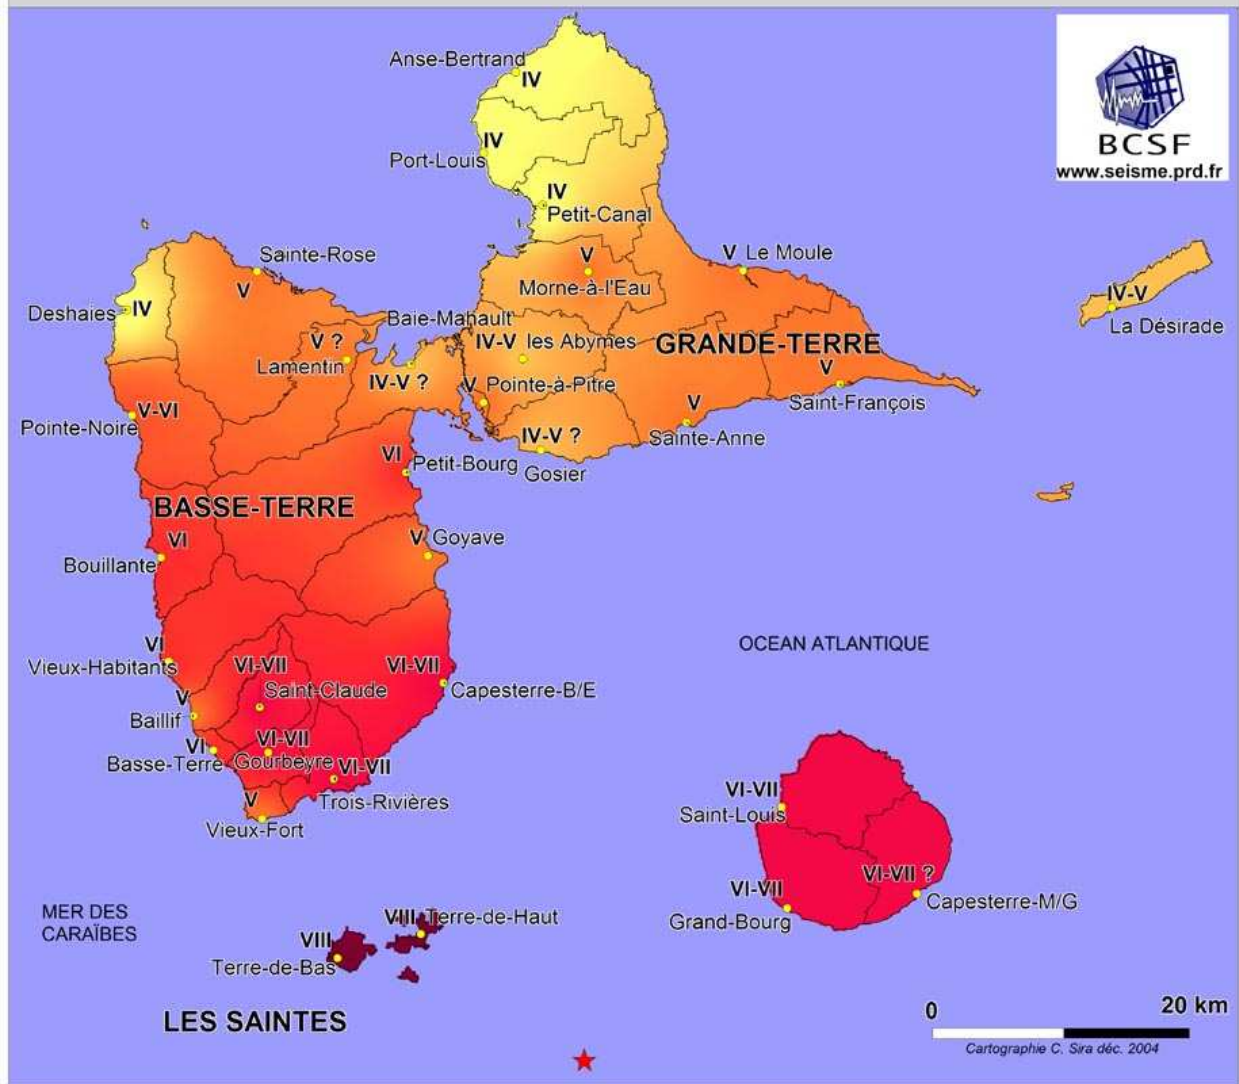 Anse-Bertrand
IV
BCSF
www.seisme.prd.fr
IV
Port-Louis
IV
Petit-Canal
Sainte-Rose
V
V Le Moule
V
Morne-à-l'Eau
IV-V
La Désirade
Deshaies IV
Baie-Mahault
V ?
Lamentin
IV-V les Abymes
GRANDE-TERRE
IV-V ?
V Pointe-à-Pitre
V
Saint-François
V-VI
Pointe-Noire
V
Sainte-Anne
IV-V ?
Gosier
VI
Petit-Bourg
BASSE-TERRE
VI
Bouillante
V Goyave
OCEAN ATLANTIQUE
VI
Vieux-Habitants
VI-VII
Saint-Claude
VI-VII
Capesterre-B/E
V
Baillif
VI
Basse-Terre
VI-VII
Gourbeyre
VI-VII
Trois-Rivières
V
Vieux-Fort
VI-VII
Saint-Louis
VI-VII ?
Capesterre-M/G
VI-VII
Grand-Bourg
MER DES
CARAÏBES
VIII Terre-de-Haut
VIII
Terre-de-Bas
LES SAINTES
0 20 km
Cartographie C. Sira déc. 2004